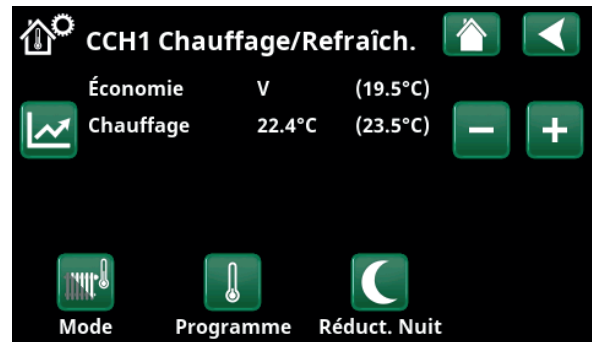 CCH1 Chauffage/Refraîch.
Économie V (19.5°C)
Chauffage 22.4°C (23.5°C)
Mode Programme Réduct. Nuit